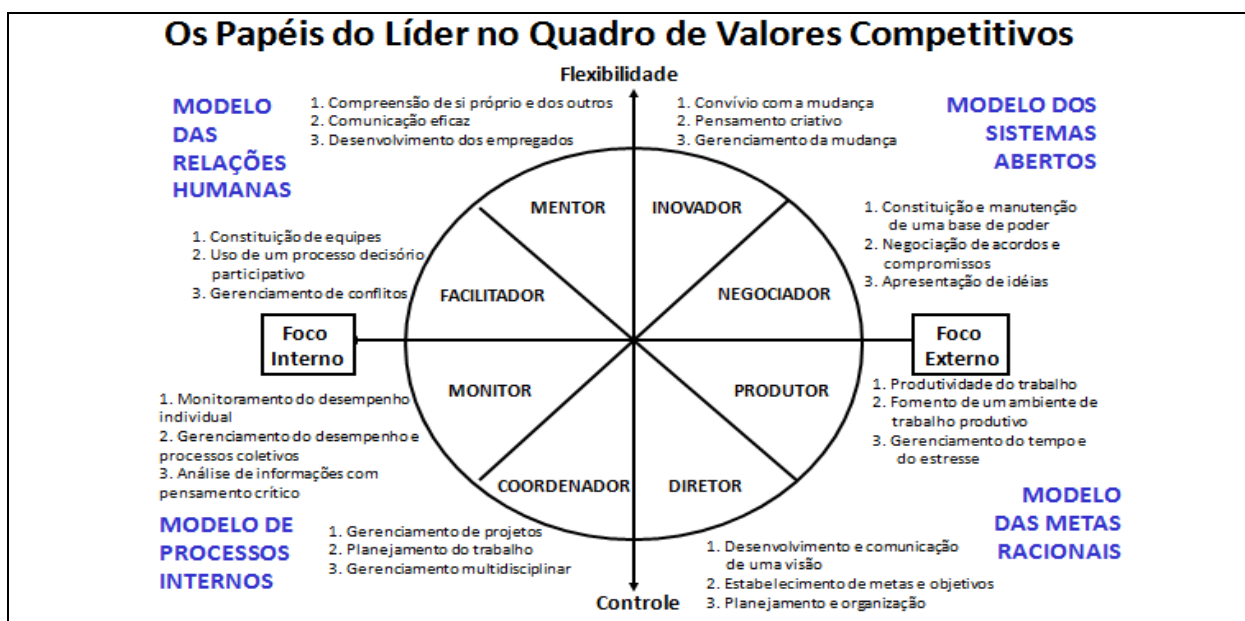 Os Papéis do Líder no Quadro de Valores Competitivos
Flexibilidade
MODELO
DAS
RELAÇÕES
HUMANAS
1. Compreensão de si próprio e dos outros
2. Comunicação eficaz
3. Desenvolvimento dos empregados
1. Convívio com a mudança
2. Pensamento criativo
3. Gerenciamento da mudança
MODELO DOS
SISTEMAS
ABERTOS
MENTOR
INOVADOR
1. Constituição de equipes
2. Uso de um processo decisório
participativo
3. Gerenciamento de conflitos
FACILITADOR
NEGOCIADOR
1. Constituição e manutenção
de uma base de poder
2. Negociação de acordos e
compromissos
3. Apresentação de idéias
Foco
Interno
Foco
Externo
1. Monitoramento do desempenho
individual
2. Gerenciamento do desempenho e
processos coletivos
3. Análise de informações com
pensamento crítico
MONITOR
PRODUTOR
1. Produtividade do trabalho
2. Fomento de um ambiente de
trabalho produtivo
3. Gerenciamento do tempo e
do estresse
COORDENADOR
DIRETOR
MODELO DE
PROCESSOS
INTERNOS
1. Gerenciamento de projetos
2. Planejamento do trabalho
3. Gerenciamento multidisciplinar
1. Desenvolvimento e comunicação
de uma visão
2. Estabelecimento de metas e objetivos
3. Planejamento e organização
MODELO
DAS METAS
RACIONAIS
Controle